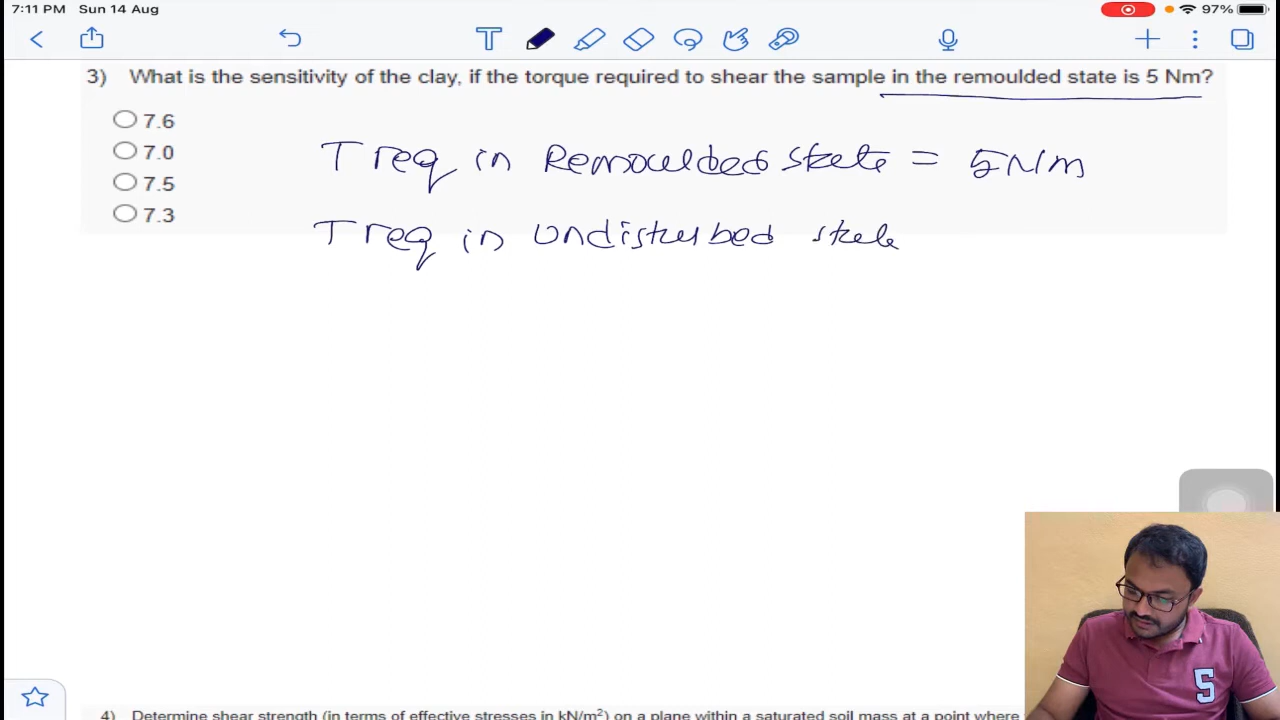 7:11 PM Sun 14 Aug
97%
T
3) What is the sensitivity of the clay, if the torque required to shear the sample in the remoulded state is 5 Nm?
7.6
7.0
7.5
7.3
T req in Remoulded state = 5Nm
T req in undisturbed state
S
4) Determine shear strength (in terms of effective stresses in kN/m²) on a plane within a saturated soil mass at a point where